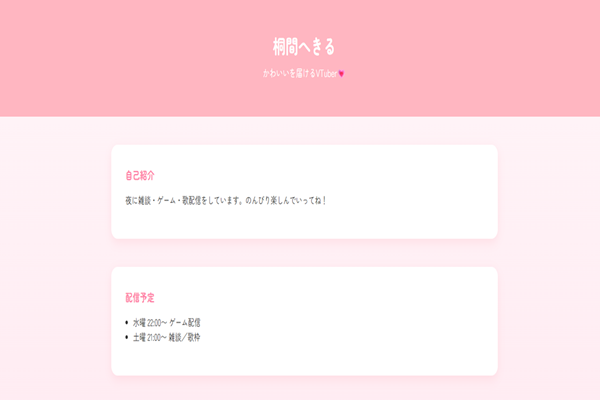 桐間へきる
かわいいを届けるVTuber💗
自己紹介
夜に雑談・ゲーム・歌配信をしています。のんびり楽しんでいってね！
配信予定
水曜 22:00〜 ゲーム配信
土曜 21:00〜 雑談／歌枠